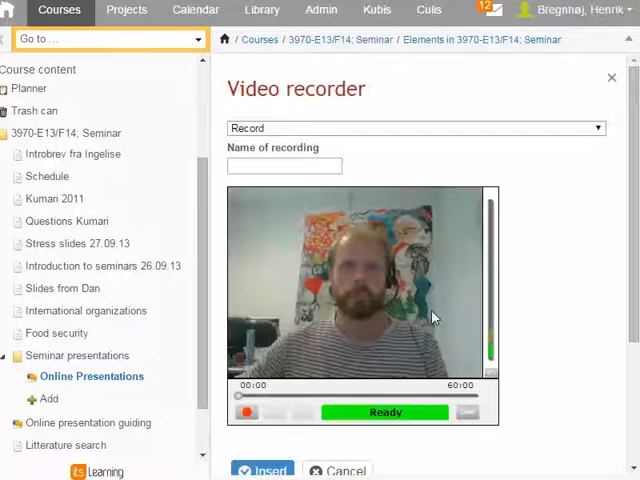 Courses Projects Calendar Library Admin Kubis Culis 12 Bregnhøj, Henrik
Go to ...
/ Courses / 3970-E13/F14; Seminar / Elements in 3970-E13/F14; Seminar
Course content
Planner
Trash can
3970-E13/F14; Seminar
Introbrev fra Ingelise
Schedule
Kumari 2011
Questions Kumari
Stress slides 27.09.13
Introduction to seminars 26.09.13
Slides from Dan
International organizations
Food security
Seminar presentations
Online Presentations
Add
Online presentation guiding
Litterature search
its Learning
Video recorder
Record
Name of recording
00:00 60:00
Ready
Insert Cancel